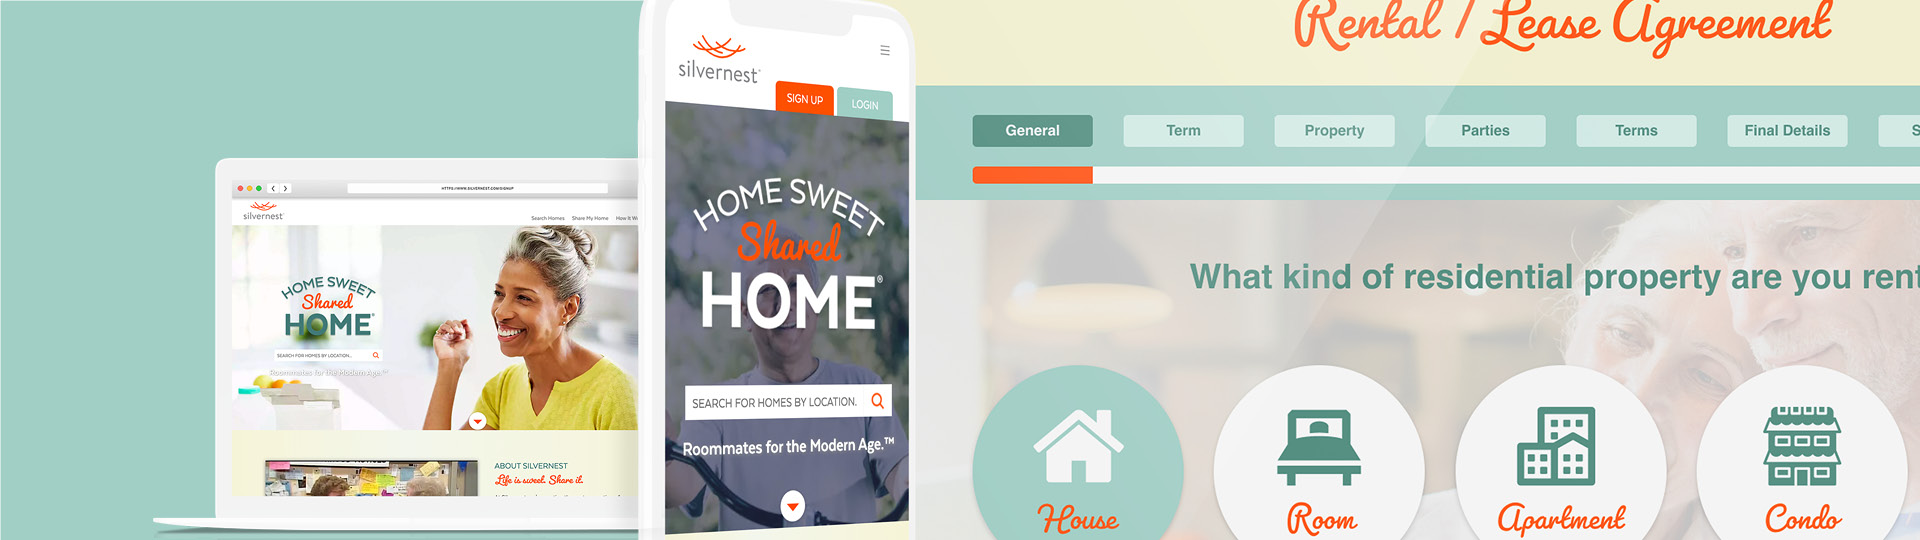 HTTPS://WWW.SILVERNEST.COM/SIGNUP
silvernest
Search Homes Share My Home How It
HOME SWEET
Shared
HOME®
SEARCH FOR HOMES BY LOCATION...
Roommates for the Modern Age.™
ABOUT SILVERNEST
Life is sweet. Share it.
silvernest
SIGN UP
LOGIN
HOME SWEET
Shared
HOME®
SEARCH FOR HOMES BY LOCATION.
Roommates for the Modern Age.™
Rental / Lease Agreement
General
Term
Property
Parties
Terms
Final Details
S
What kind of residential property are you rent
House
Room
Apartment
Condo